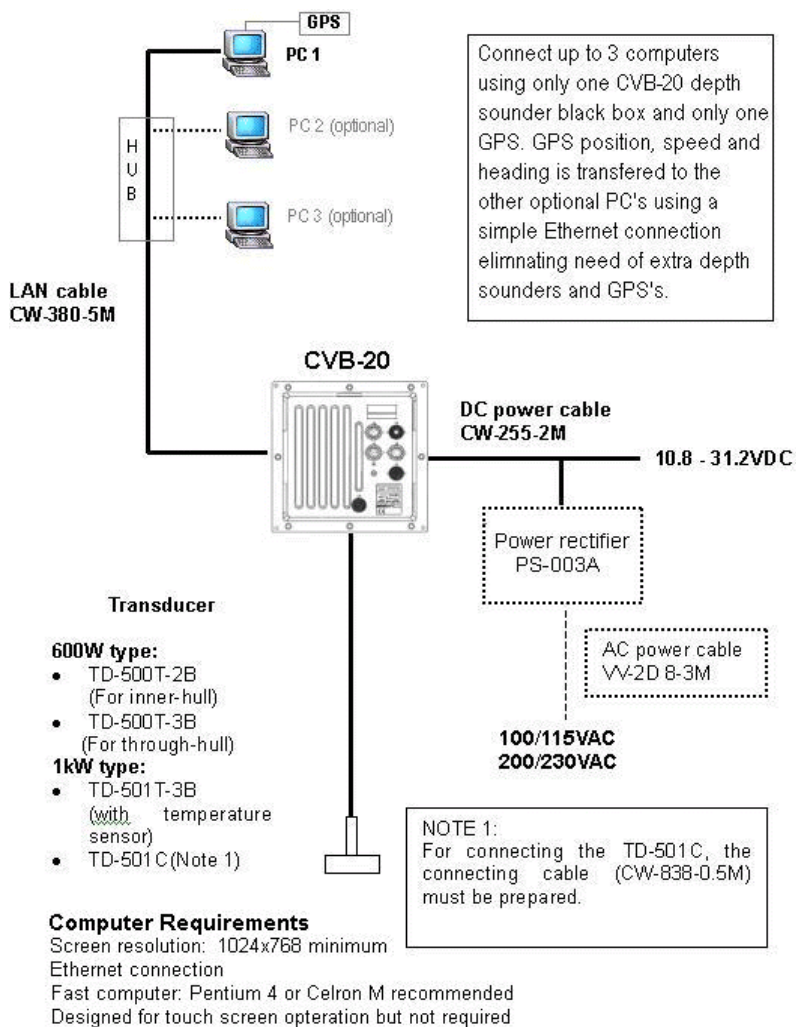 GPS
PC 1
PC 2 (optional)
PC 3 (optional)
H
U
B
Connect up to 3 computers
using only one CVB-20 depth
sounder black box and only one
GPS. GPS position, speed and
heading is transfered to the
other optional PC's using a
simple Ethernet connection
elimnating need of extra depth
sounders and GPS's.
LAN cable
CW-380-5M
CVB-20
DC power cable
CW-255-2M
10.8 - 31.2VDC
Power rectifier
PS-003A
AC power cable
VV-2D 8-3M
100/115VAC
200/230VAC
Transducer
600W type:
• TD-500T-2B
(For inner-hull)
• TD-500T-3B
(For through-hull)
1kW type:
• TD-501T-3B
(with temperature
sensor)
• TD-501C(Note 1)
NOTE 1:
For connecting the TD-501C, the
connecting cable (CW-838-0.5M)
must be prepared.
Computer Requirements
Screen resolution: 1024x768 minimum
Ethernet connection
Fast computer: Pentium 4 or Celron M recommended
Designed for touch screen opteration but not required